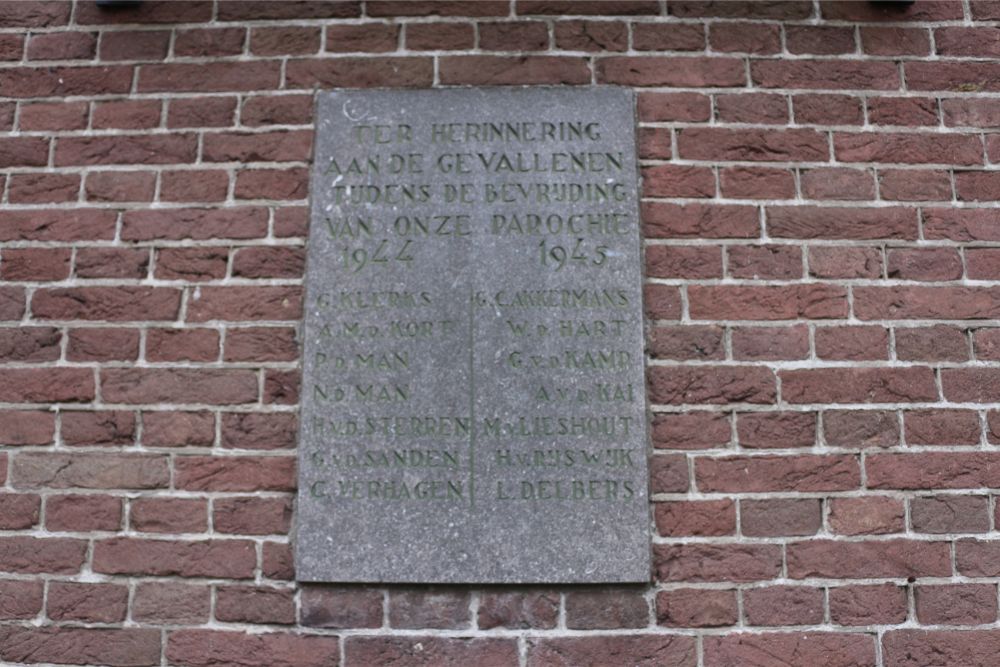 TER HERINNERING
AAN DE GEVALLENEN
TIJDENS DE BEVRIJDING
VAN ONZE PAROCHIE
1944 1945
G. KLERKS G.C. AKKERMANS
A.M.D. KORT W.D. HART
P.D. MAN G.V.D. KAMP
N.D. MAN A.V.D. KAI
H.V.D. STERREN M.V. LIESHOUT
G.V.D. SANDEN H.V. RIJSWIJK
C. VERHAGEN L. DELBERS